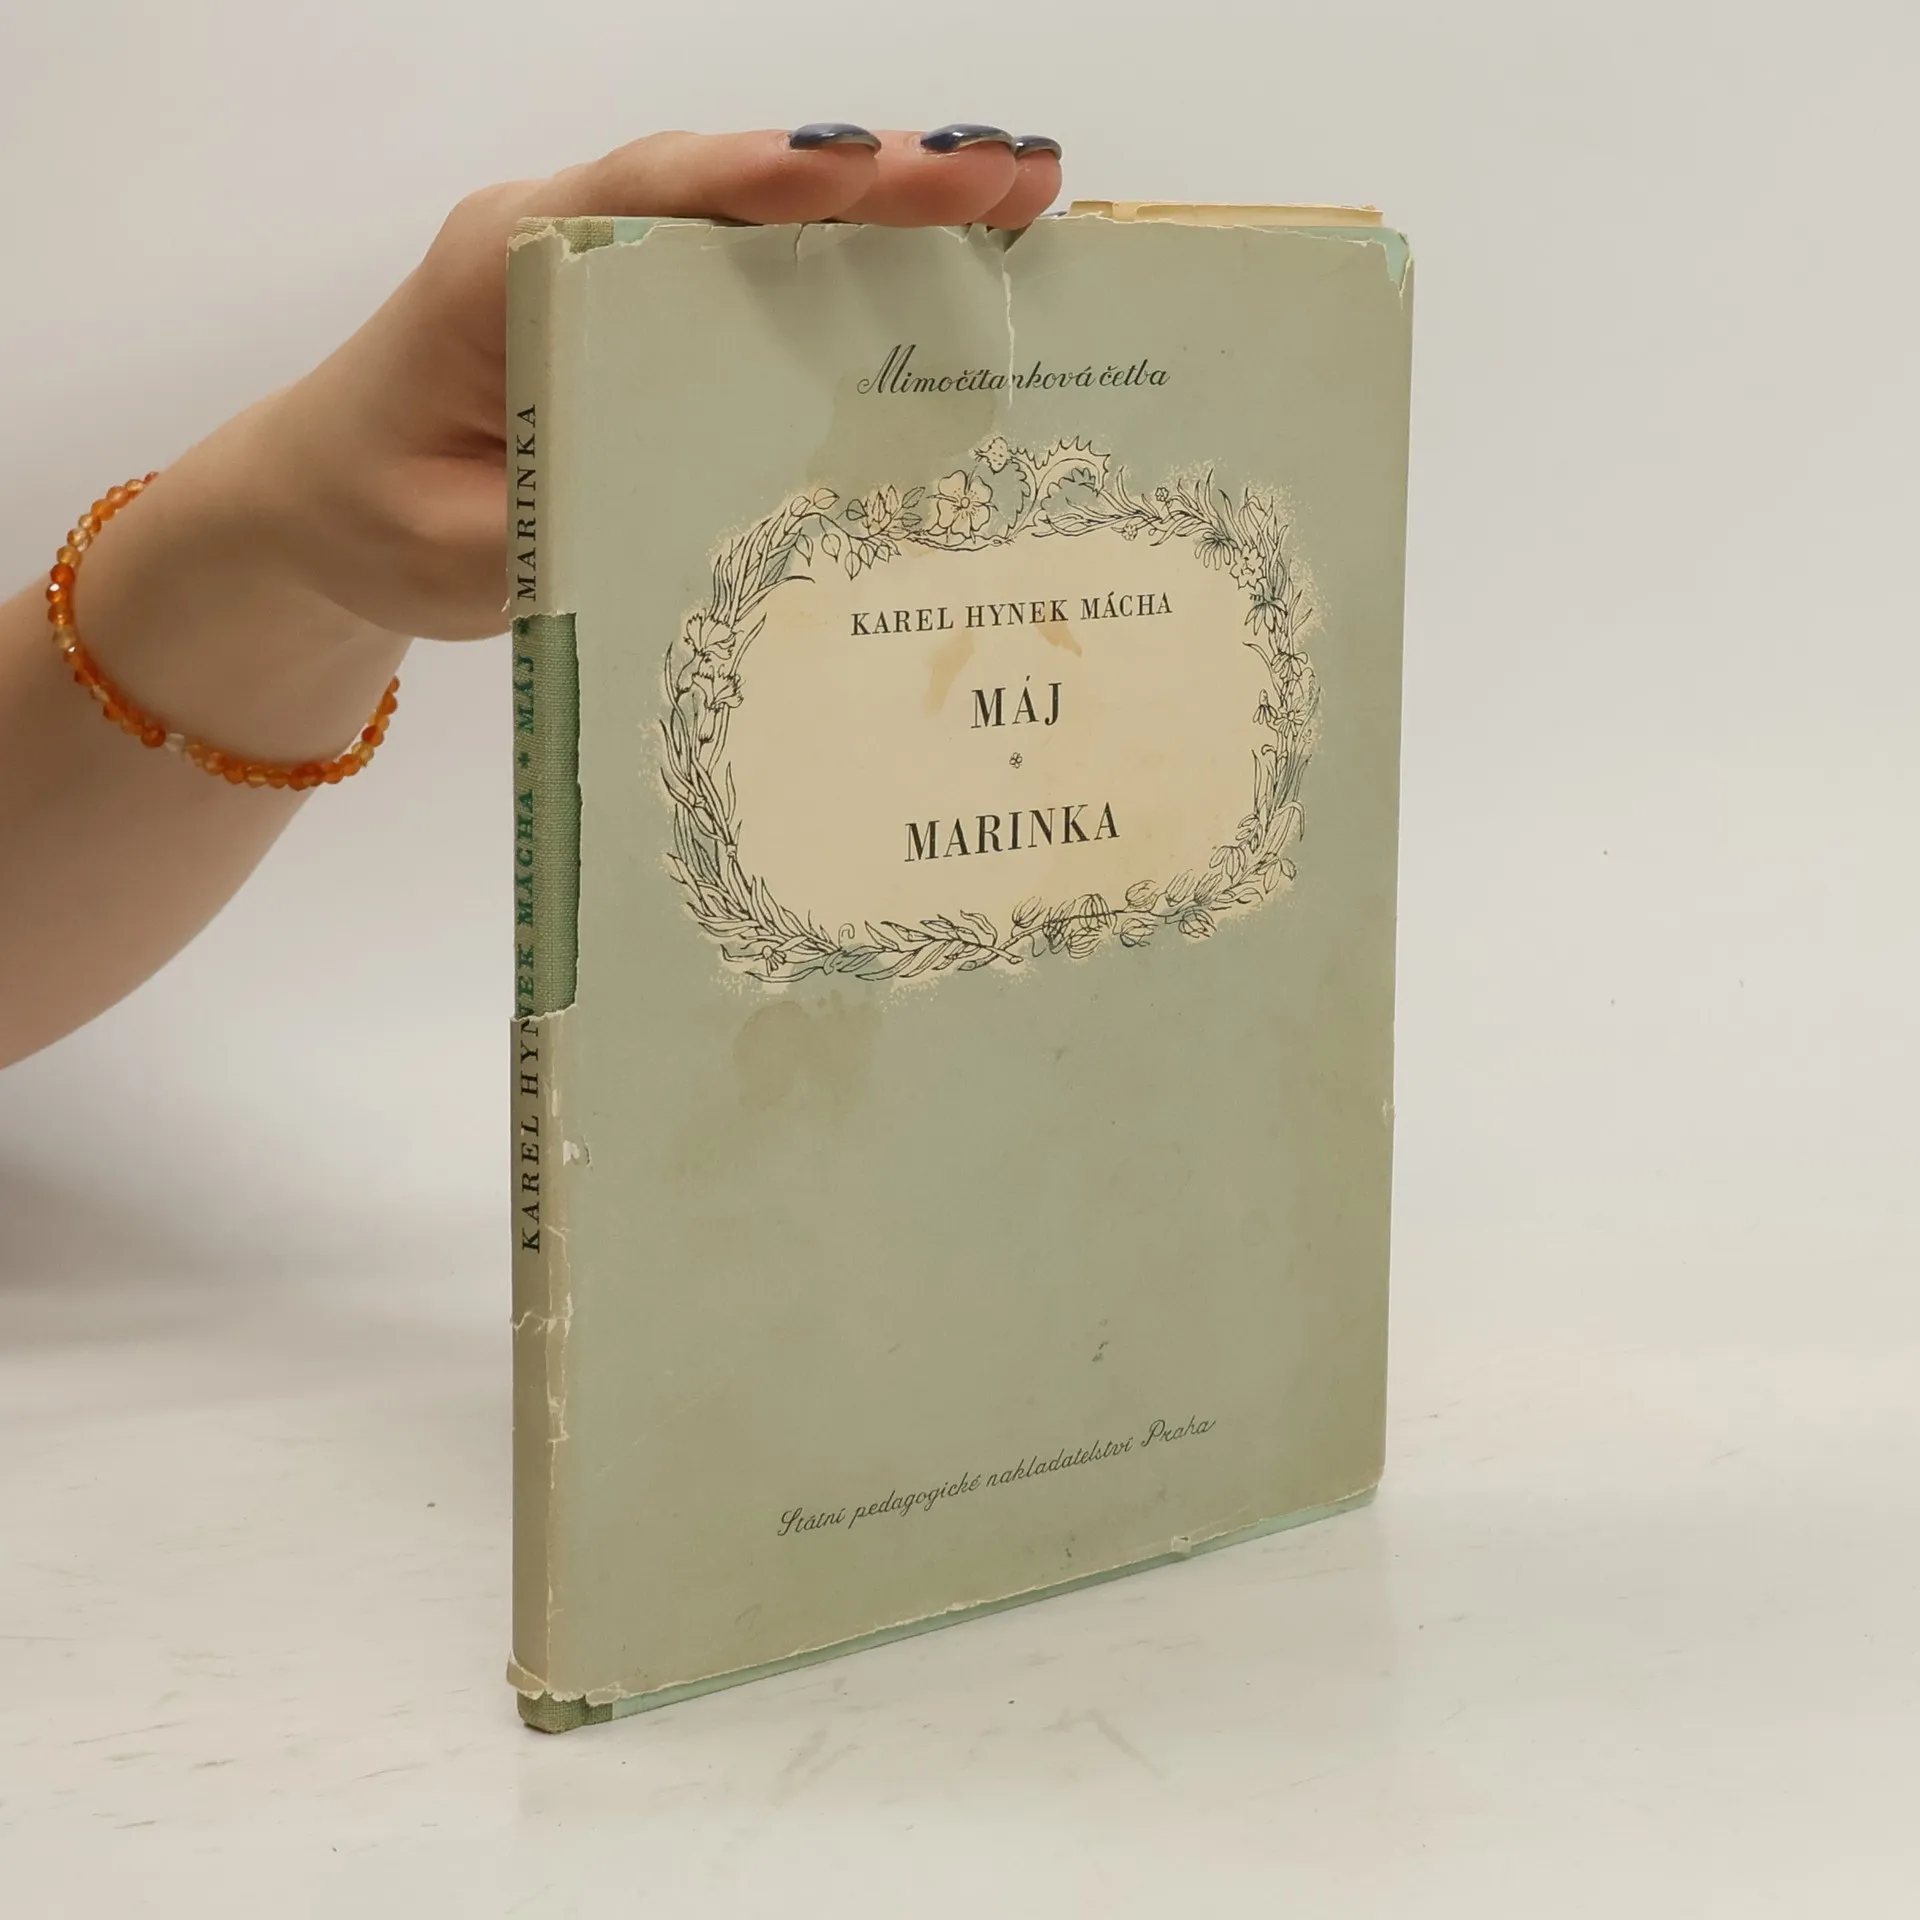 Mimočítanková četba
KAREL HYNEK MÁCHA
MÁJ
MARINKA
Státní pedagogické nakladatelství Praha
KAREL HYNEK MÁCHA * MÁJ * MARINKA